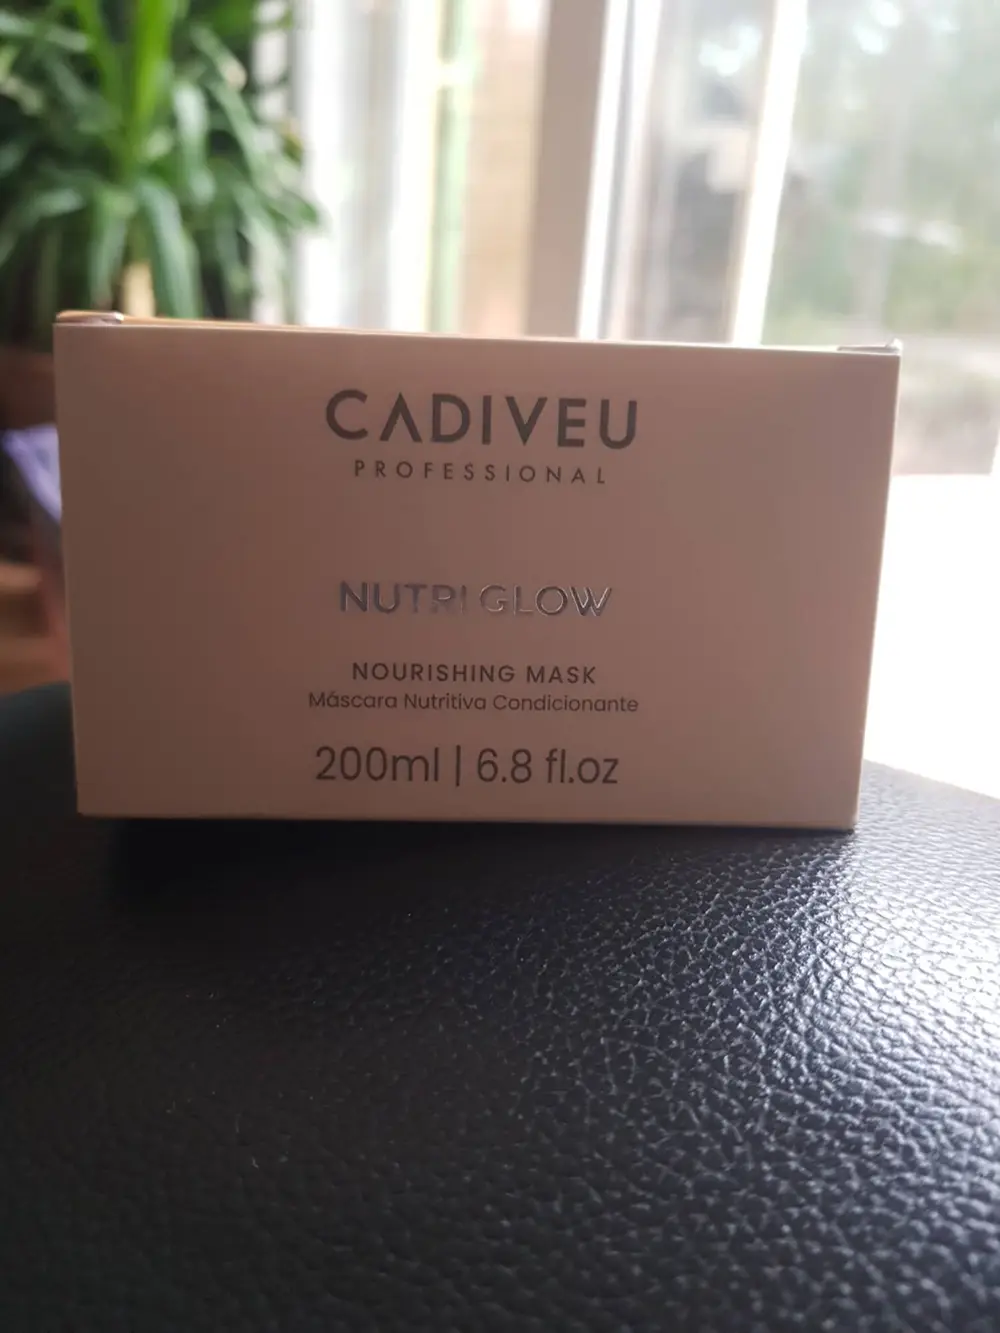 CADIVEU
PROFESSIONAL
NUTRI GLOW
NOURISHING MASK
Máscara Nutritiva Condicionante
200ml | 6.8 fl.oz